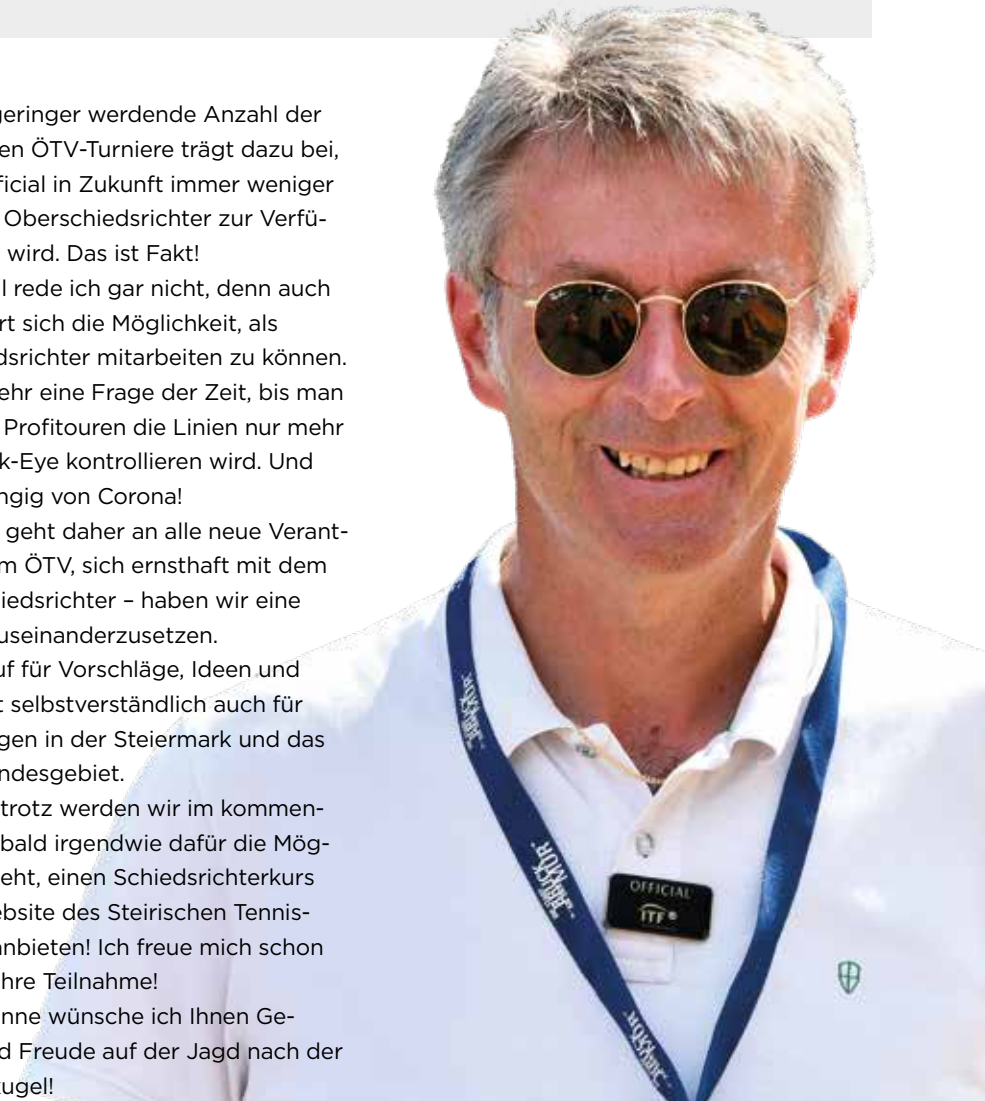 geringer werdende Anzahl der
en ÖTV-Turniere trägt dazu bei,
ficial in Zukunft immer weniger
Oberschiedsrichter zur Verfü-
wird. Das ist Fakt!
l rede ich gar nicht, denn auch
rt sich die Möglichkeit, als
dsrichter mitarbeiten zu können.
ehr eine Frage der Zeit, bis man
Profitouren die Linien nur mehr
k-Eye kontrollieren wird. Und
ngig von Corona!
geht daher an alle neue Verant-
m ÖTV, sich ernsthaft mit dem
niedsrichter – haben wir eine
useinanderzusetzen.
uf für Vorschläge, Ideen und
t selbstverständlich auch für
gen in der Steiermark und das
ndesgebiet.
trotz werden wir im kommen-
bald irgendwie dafür die Mög-
eht, einen Schiedsrichterkurs
ebsite des Steirischen Tennis-
anbieten! Ich freue mich schon
hre Teilnahme!
nne wünsche ich Ihnen Ge-
d Freude auf der Jagd nach der
kugel!
OFFICIAL
ITF
BRUCK